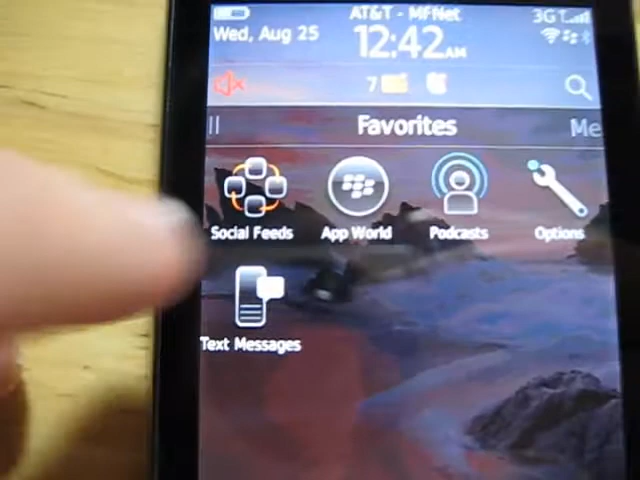 AT&T - MFNet
3G
Wed, Aug 25
12:42AM
7
Favorites
Me
Social Feeds
App World
Podcasts
Options
Text Messages